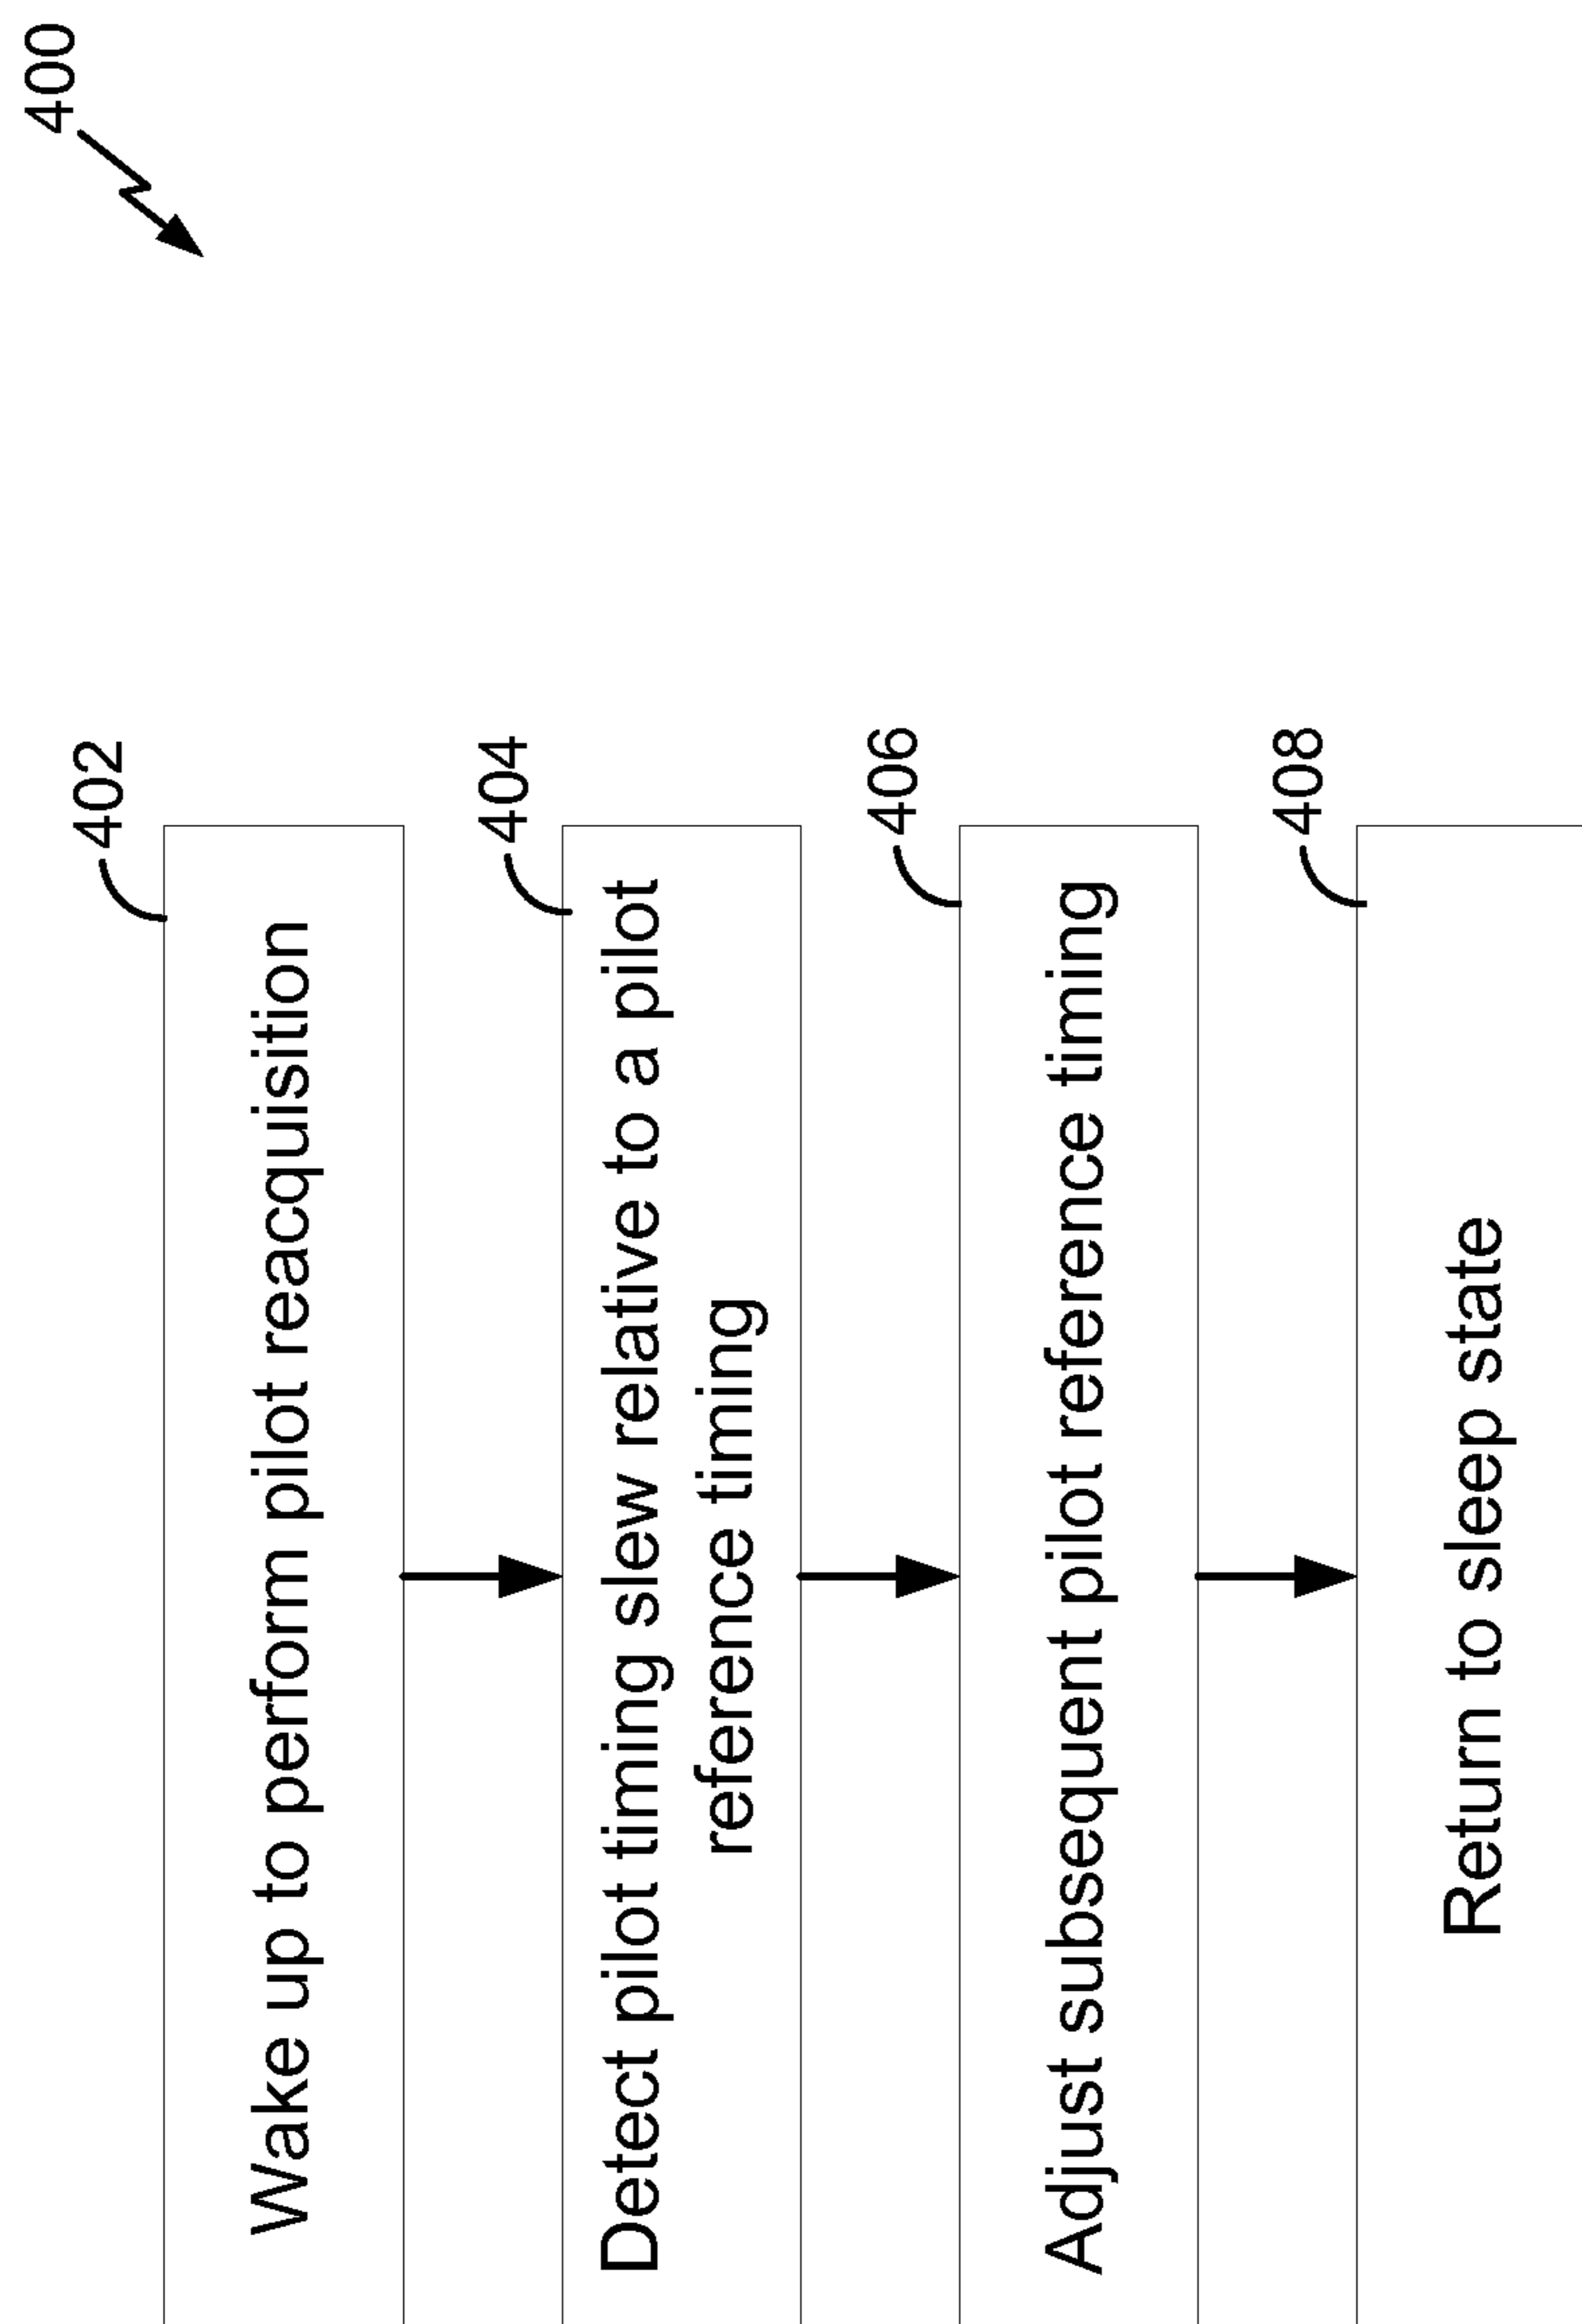 400
402
Wake up to perform pilot reacquisition
404
Detect pilot timing slew relative to a pilot
reference timing
406
Adjust subsequent pilot reference timing
408
Return to sleep state